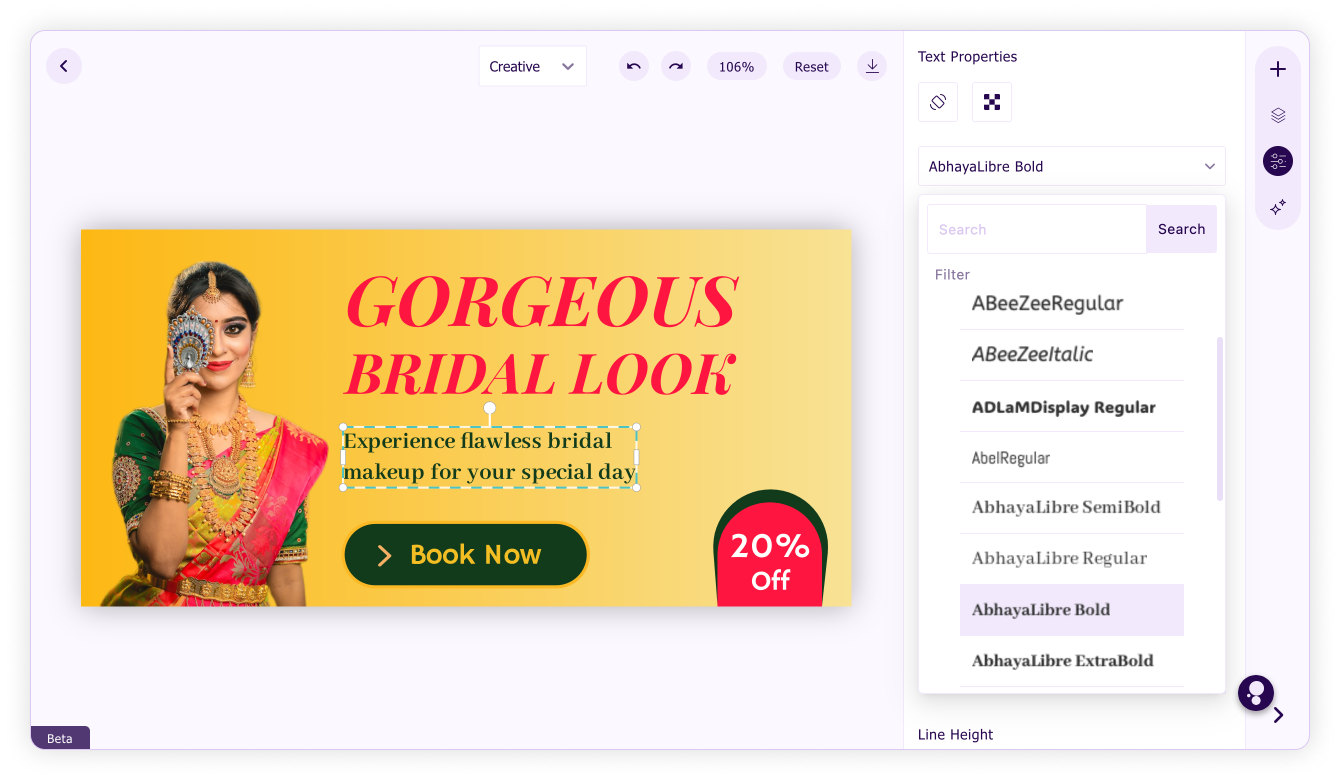 Creative
106%
Reset
Text Properties
AbhayaLibre Bold
Search
Search
Filter
ABeeZeeRegular
ABeeZeeItalic
ADLaMDisplay Regular
AbelRegular
AbhayaLibre SemiBold
AbhayaLibre Regular
AbhayaLibre Bold
AbhayaLibre ExtraBold
Line Height
GORGEOUS
BRIDAL LOOK
Experience flawless bridal
makeup for your special day
Book Now
20%
Off
Beta